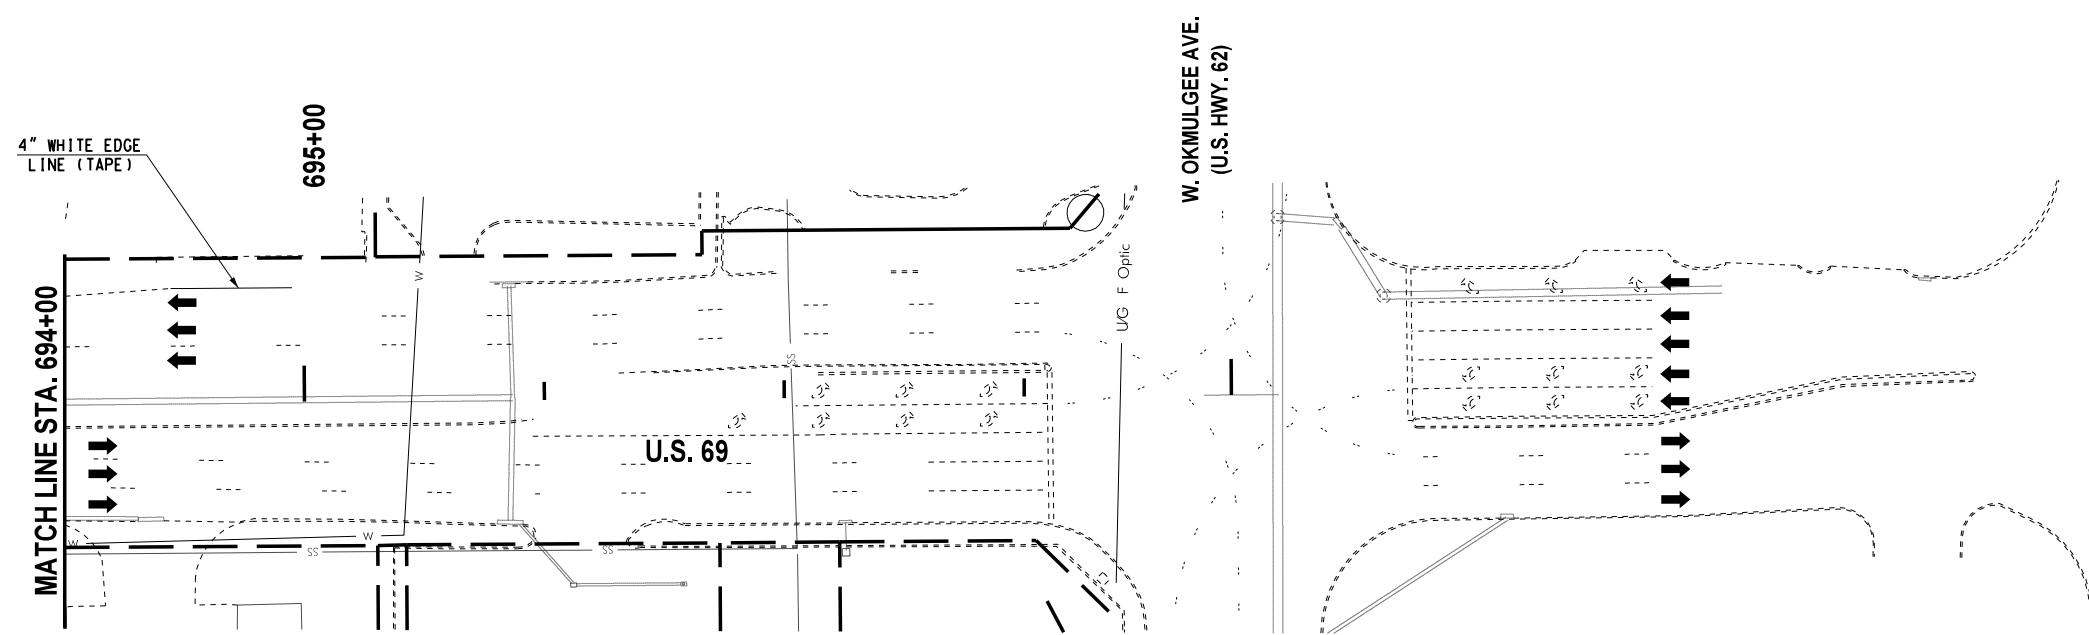 4" WHITE EDGE
LINE (TAPE)
695+00
W. OKMULGEE AVE.
(U.S. HWY. 62)
MATCH LINE STA. 694+00
U.S. 69
U/G F Optic
W
W
W
SS
SS
SS